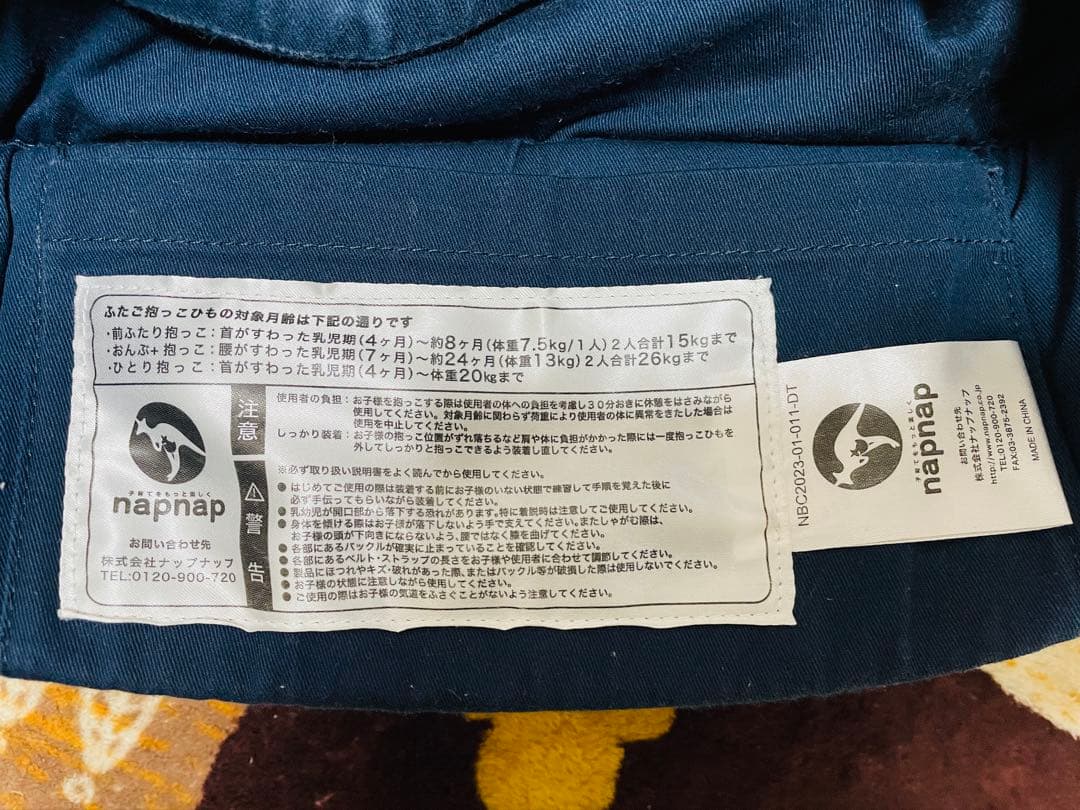 ふたご抱っこひもの対象月齢は下記の通りです
・前ふたり抱っこ：首がすわった乳児期(4ヶ月)〜約8ヶ月(体重7.5kg/1人)2人合計15kgまで
・おんぶ+抱っこ：腰がすわった乳児期(7ヶ月)〜約24ヶ月(体重13kg)2人合計26kgまで
・ひとり抱っこ：首がすわった乳児期(4ヶ月)〜体重20kgまで
注意
使用者の負担：お子様を抱っこする際は使用者の体への負担を考慮し30分おきに休憩をはさみながら
使用してください。対象月齢に関わらず荷重により使用者の体に異常をきたした場合は
使用を中止してください。
しっかり装着：お子様の抱っこ位置がずれ落ちるなど肩や体に負担がかかった際には一度抱っこひもを
外してしっかりと抱っこできるよう装着し直してください。
子育てをもっと楽しく
napnap
お問い合わせ先
株式会社ナップナップ
TEL:0120-900-720
警告
※必ず取り扱い説明書をよく読んでから使用してください。
●はじめてご使用の際は装着する前にお子様のいない状態で練習して手順を覚えた後に
必ず手伝ってもらいながら装着してください。
●乳幼児が開口部から落下する恐れがあります。特に着脱時は注意してご使用してください。
●身体を傾ける際はお子様が落下しないよう手で支えてください。またしゃがむ際は、
お子様の頭が下向きにならないよう、腰ではなく膝を曲げてください。
●各部にあるバックルが確実に止まっていることを確認してください。
●各部にあるベルト・ストラップの長さをお子様や使用者に合わせて調節してください。
●製品にほつれやキズ・破れがあった際、またはバックル等が破損した際は使用しないでください。
●お子様の状態に注意しながら使用してください。
●ご使用の際はお子様の気道をふさぐことがないよう注意してください。
NBC2023-01-011-DT
子育てをもっと楽しく
napnap
お問い合わせ先
株式会社ナップナップ
http://www.napnap.co.jp
TEL:0120-900-720
FAX:03-3875-2392
MADE IN CHINA